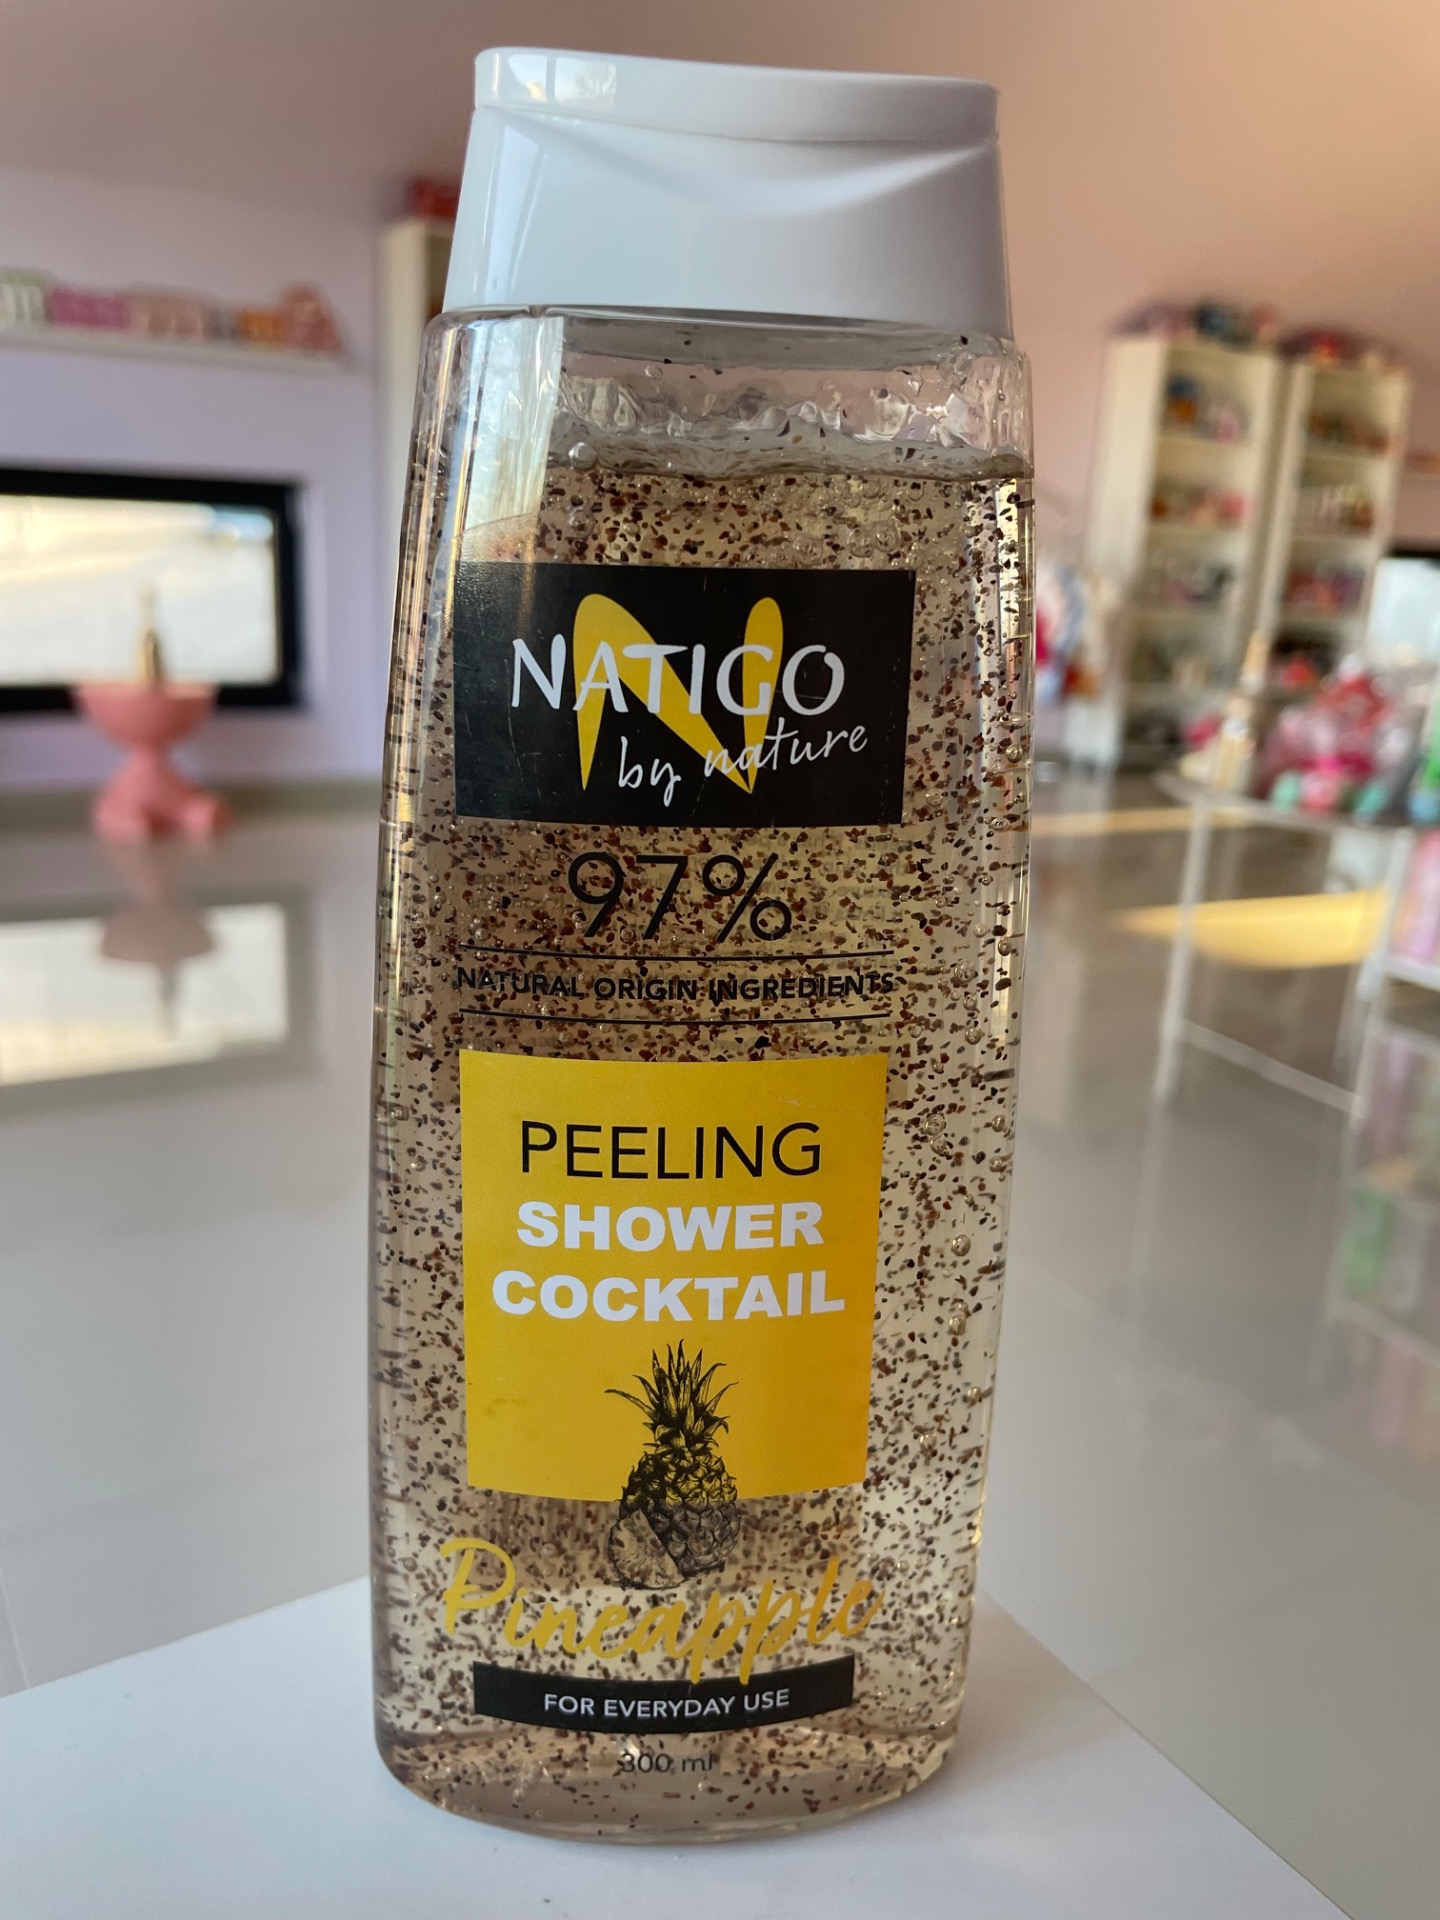 NATIGO
by nature
97%
NATURAL ORIGIN INGREDIENTS
PEELING
SHOWER
COCKTAIL
Pineapple
FOR EVERYDAY USE
300 ml